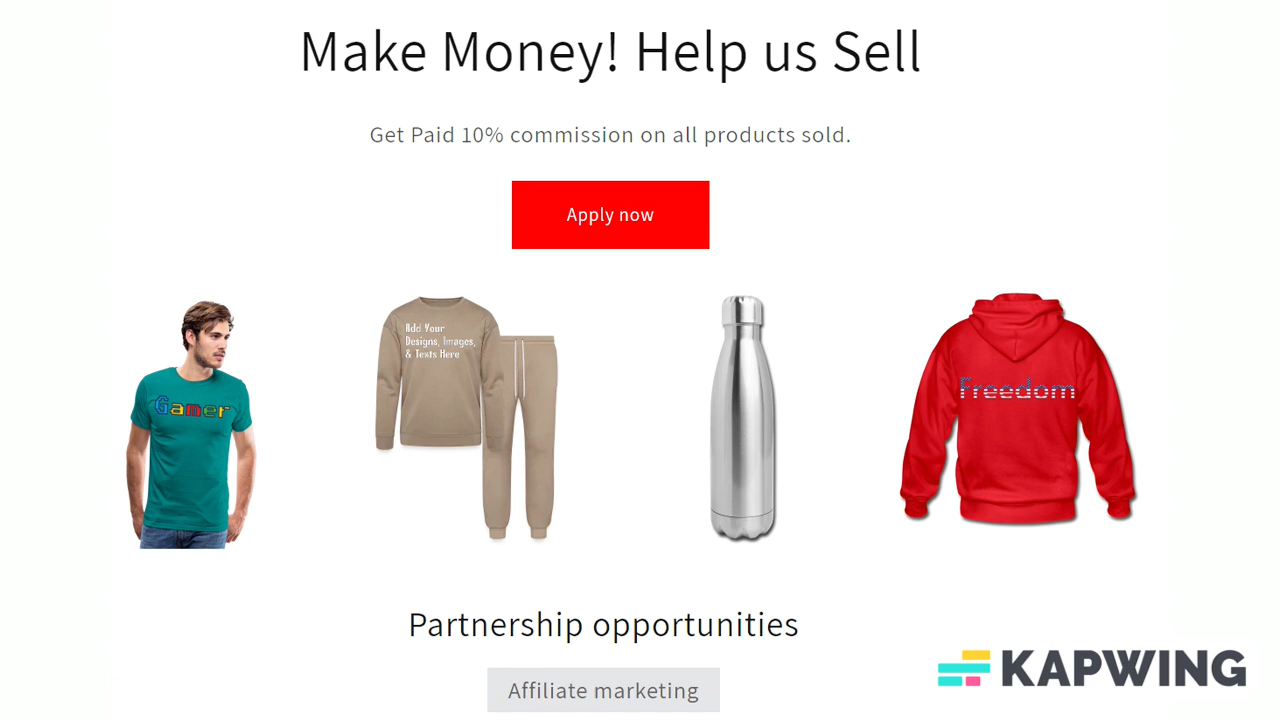 Make Money! Help us Sell
Get Paid 10% commission on all products sold.
Apply now
Gamer
Add Your
Designs, Images,
& Texts Here
Freedom
Partnership opportunities
Affiliate marketing
KAPWING